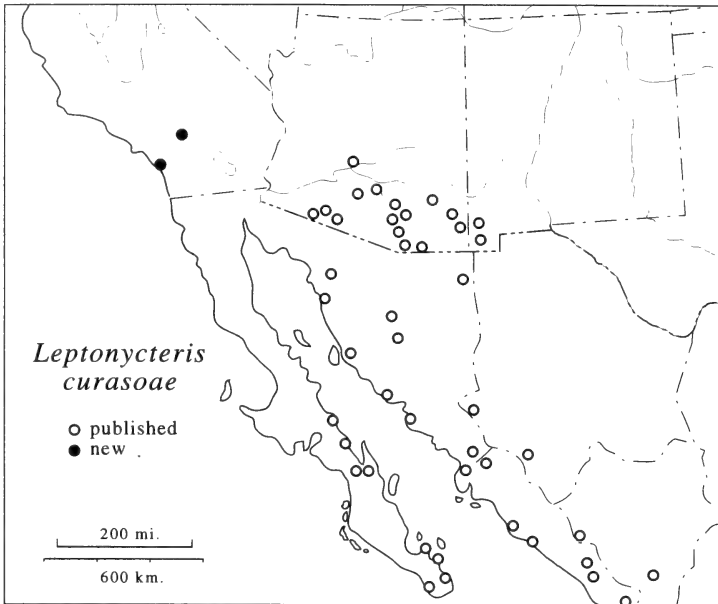 Leptonycteris
curasoae
published
new
200 mi.
600 km.